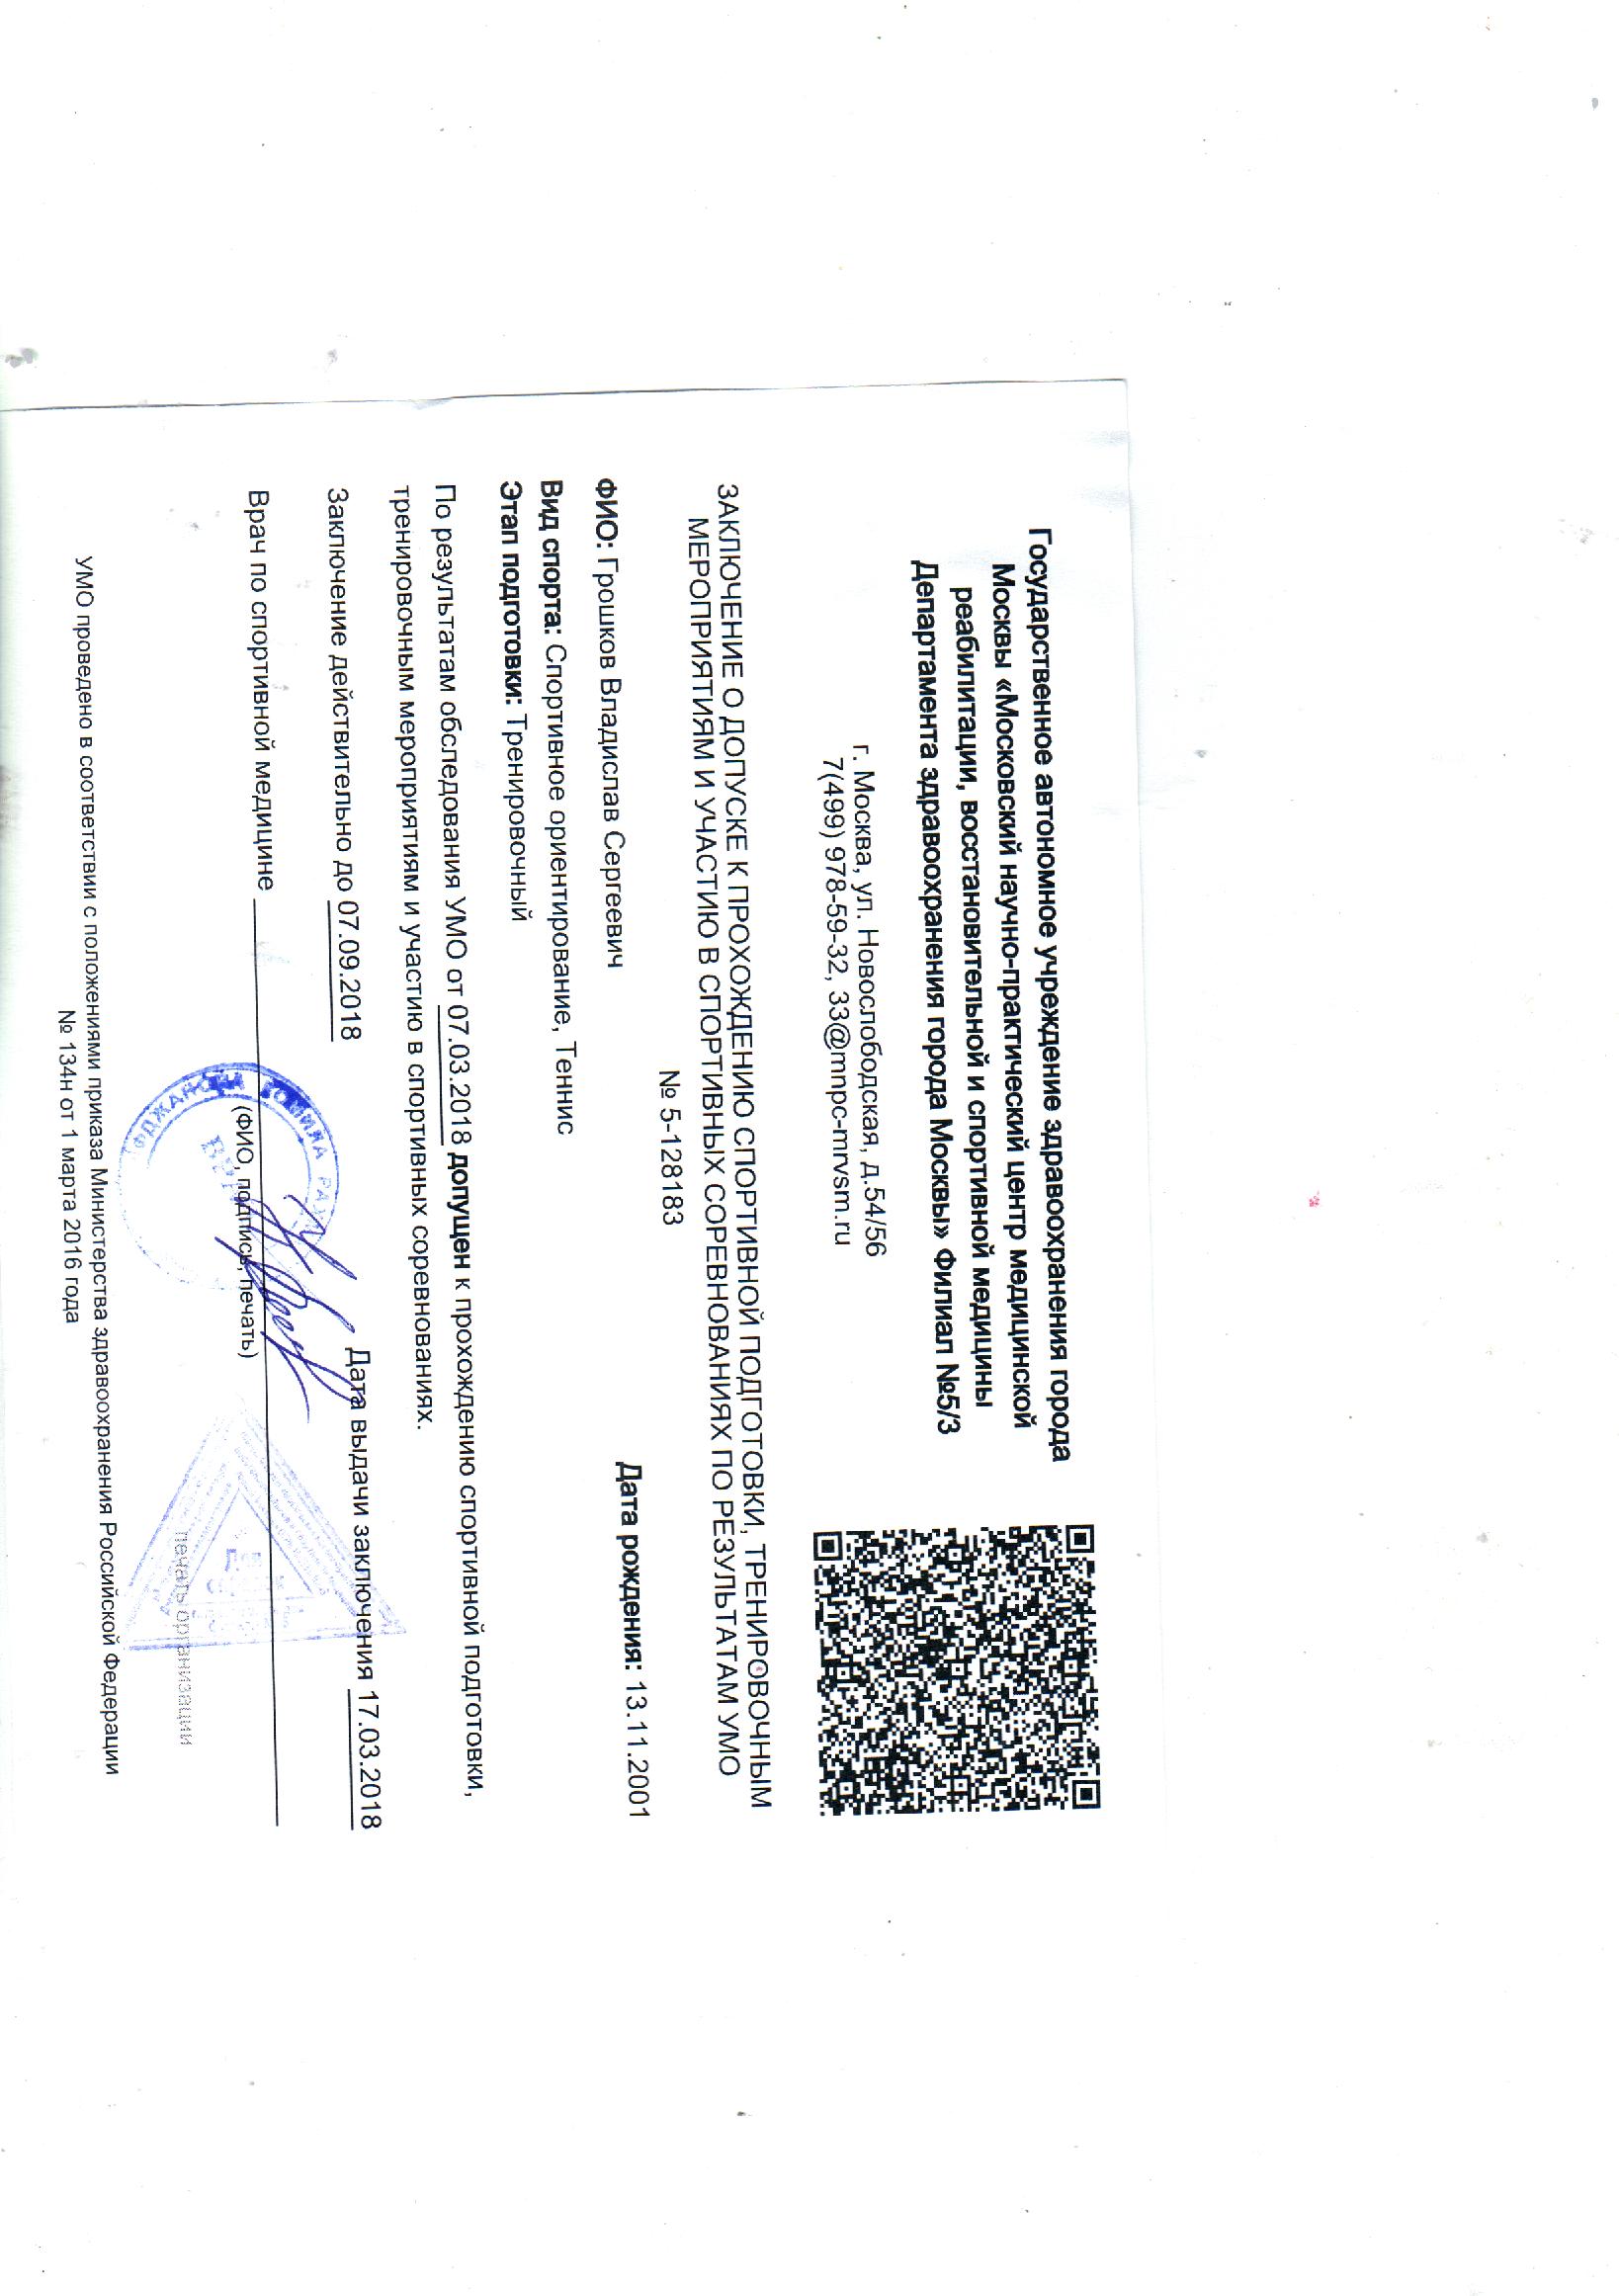 Государственное автономное учреждение здравоохранения города
Москвы «Московский научно-практический центр медицинской
реабилитации, восстановительной и спортивной медицины
Департамента здравоохранения города Москвы» Филиал №5/3
г. Москва, ул. Новослободская, д.54/56
7(499) 978-59-32, 33@mnpc-mrvsm.ru
ЗАКЛЮЧЕНИЕ О ДОПУСКЕ К ПРОХОЖДЕНИЮ СПОРТИВНОЙ ПОДГОТОВКИ, ТРЕНИРОВОЧНЫМ
МЕРОПРИЯТИЯМ И УЧАСТИЮ В СПОРТИВНЫХ СОРЕВНОВАНИЯХ ПО РЕЗУЛЬТАТАМ УМО
№ 5-128183
ФИО: Грошков Владислав Сергеевич Дата рождения: 13.11.2001
Вид спорта: Спортивное ориентирование, Теннис
Этап подготовки: Тренировочный
По результатам обследования УМО от 07.03.2018 допущен к прохождению спортивной подготовки,
тренировочным мероприятиям и участию в спортивных соревнованиях.
Заключение действительно до 07.09.2018 Дата выдачи заключения 17.03.2018
Врач по спортивной медицине
(ФИО, подпись, печать)
печать организации
УМО проведено в соответствии с положениями приказа Министерства здравоохранения Российской Федерации
№ 134н от 1 марта 2016 года